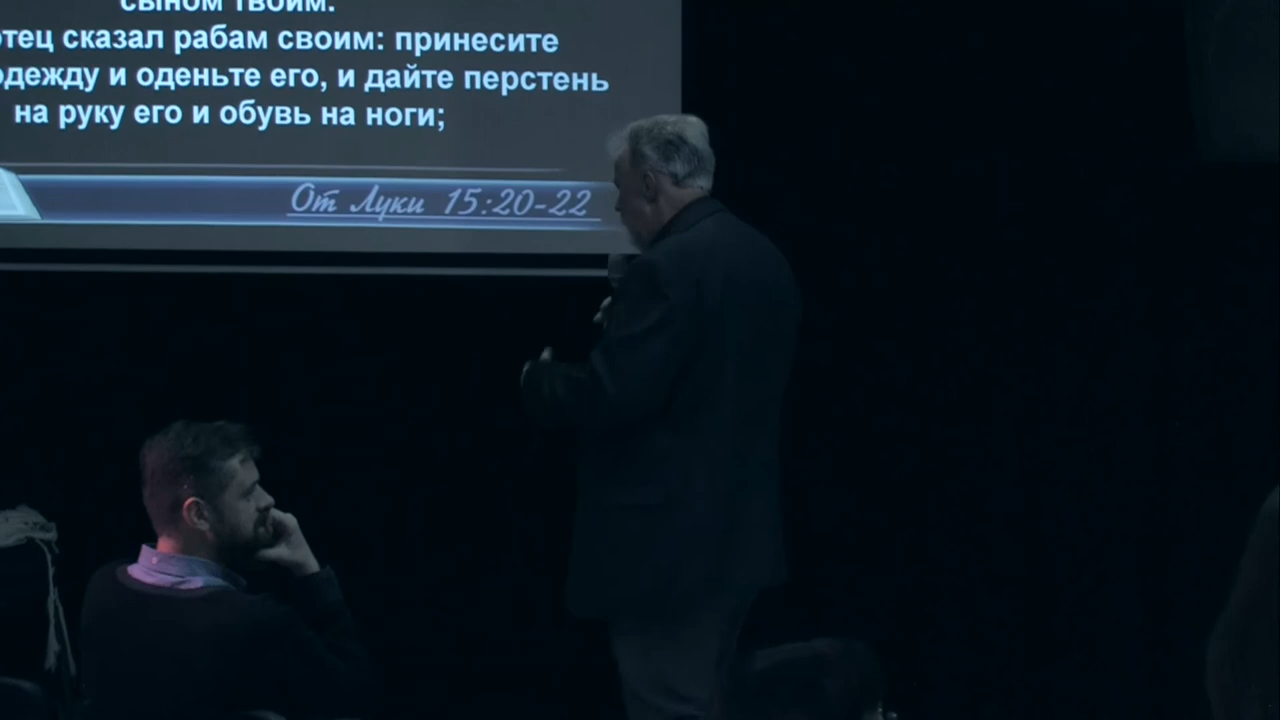 сыном твоим.
отец сказал рабам своим: принесите
одежду и оденьте его, и дайте перстень
на руку его и обувь на ноги;
От Луки 15:20-22